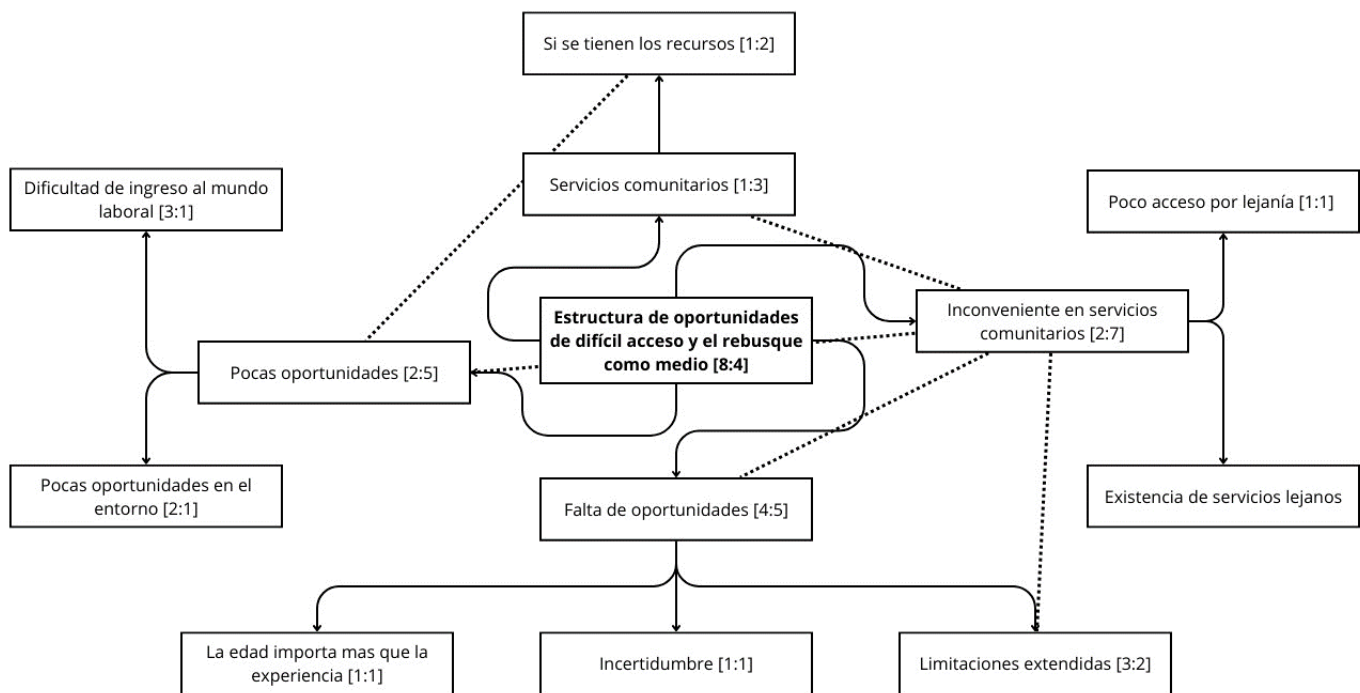 Si se tienen los recursos [1:2]
Dificultad de ingreso al mundo
laboral [3:1]
Servicios comunitarios [1:3]
Poco acceso por lejanía [1:1]
Estructura de oportunidades
de difícil acceso y el rebusque
como medio [8:4]
Inconveniente en servicios
comunitarios [2:7]
Pocas oportunidades [2:5]
Pocas oportunidades en el
entorno [2:1]
Falta de oportunidades [4:5]
Existencia de servicios lejanos
La edad importa mas que la
experiencia [1:1]
Incertidumbre [1:1]
Limitaciones extendidas [3:2]